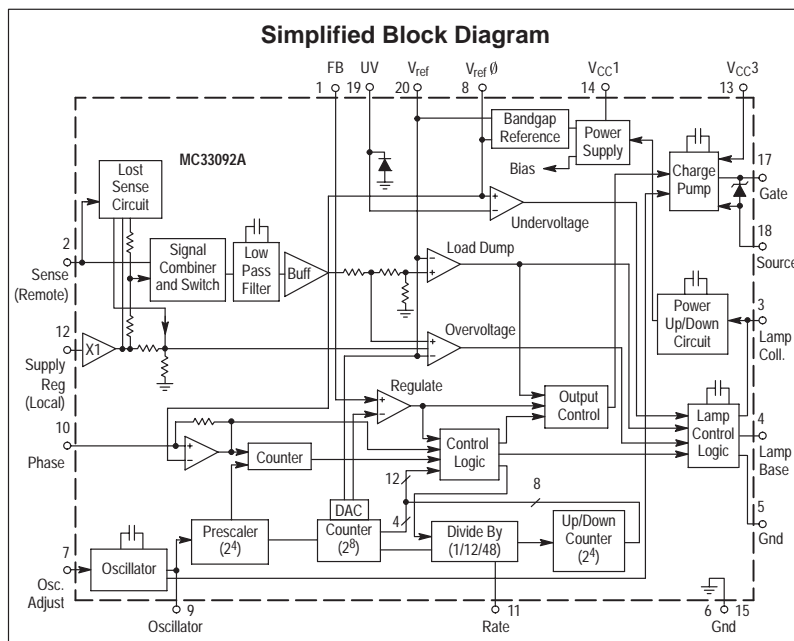 Simplified Block Diagram
FB
1
UV
19
Vref
20
Vref Ø
8
VCC1
14
VCC3
13
MC33092A
Lost
Sense
Circuit
Bandgap
Reference
Power
Supply
Bias
Charge
Pump
17
Gate
18
Source
Undervoltage
2
Sense
(Remote)
Signal
Combiner
and Switch
Low
Pass
Filter
Buff
Load Dump
+
–
Power
Up/Down
Circuit
3
Lamp
Coll.
12
Supply
Reg
(Local)
X1
Overvoltage
+
–
Regulate
+
–
Output
Control
Lamp
Control
Logic
4
Lamp
Base
10
Phase
+
–
Counter
Control
Logic
12
8
5
Gnd
DAC
4
7
Osc.
Adjust
Oscillator
Prescaler
(2⁴)
Counter
(2⁸)
Divide By
(1/12/48)
Up/Down
Counter
(2⁴)
9
Oscillator
11
Rate
6
15
Gnd
+
–